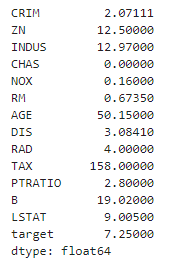 CRIM 2.07111
ZN 12.50000
INDUS 12.97000
CHAS 0.00000
NOX 0.16000
RM 0.67350
AGE 50.15000
DIS 3.08410
RAD 4.00000
TAX 158.00000
PTRATIO 2.80000
B 19.02000
LSTAT 9.00500
target 7.25000
dtype: float64